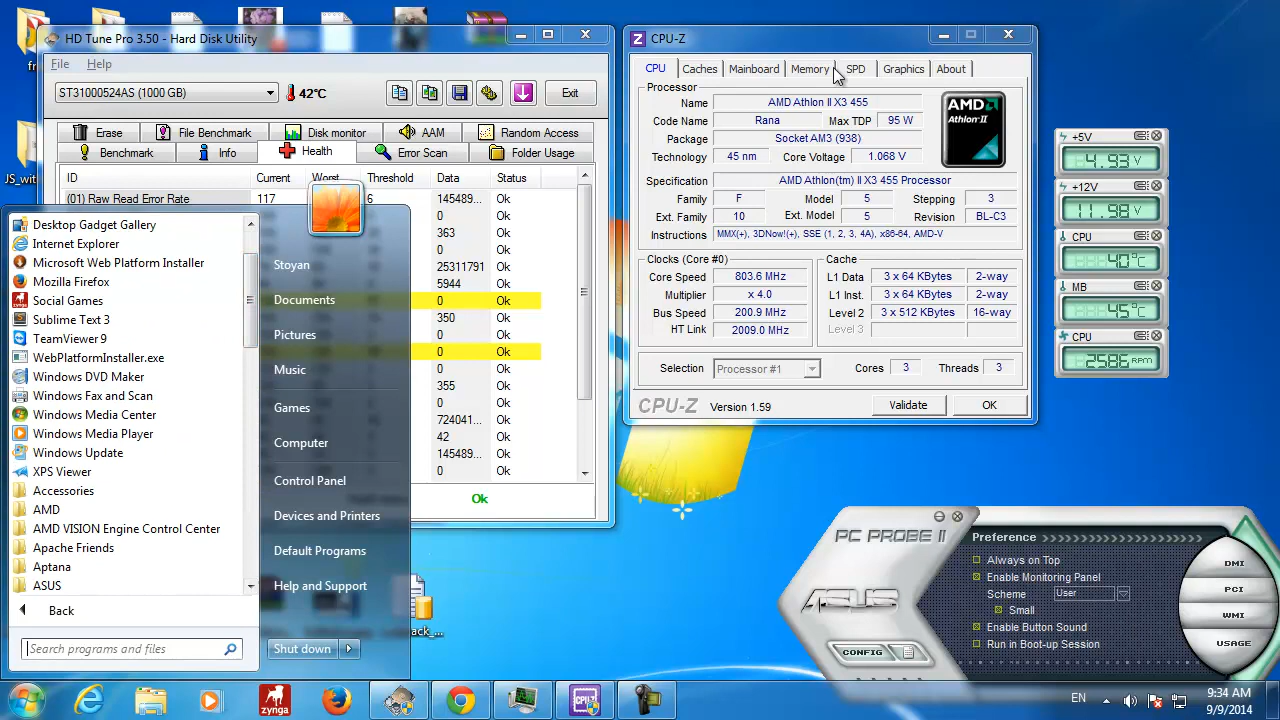 HD Tune Pro 3.50 - Hard Disk Utility
File Help
ST31000524AS (1000 GB)
42°C
Exit
Erase
File Benchmark
Disk monitor
AAM
Random Access
Benchmark
Info
Health
Error Scan
Folder Usage
ID Current Worst Threshold Data Status
(01) Raw Read Error Rate 117 6 145489... Ok
0 Ok
363 Ok
0 Ok
25311791 Ok
5944 Ok
0 Ok
350 Ok
0 Ok
0 Ok
355 Ok
0 Ok
724041... Ok
42 Ok
145489... Ok
0 Ok
Ok
Desktop Gadget Gallery
Internet Explorer
Microsoft Web Platform Installer
Mozilla Firefox
Social Games
Sublime Text 3
TeamViewer 9
WebPlatformInstaller.exe
Windows DVD Maker
Windows Fax and Scan
Windows Media Center
Windows Media Player
Windows Update
XPS Viewer
Accessories
AMD
AMD VISION Engine Control Center
Apache Friends
Aptana
ASUS
Back
Search programs and files
Stoyan
Documents
Pictures
Music
Games
Computer
Control Panel
Devices and Printers
Default Programs
Help and Support
Shut down
CPU-Z
CPU Caches Mainboard Memory SPD Graphics About
Processor
Name AMD Athlon II X3 455
Code Name Rana Max TDP 95 W
Package Socket AM3 (938)
Technology 45 nm Core Voltage 1.068 V
AMD
Athlon II
Specification AMD Athlon(tm) II X3 455 Processor
Family F Model 5 Stepping 3
Ext. Family 10 Ext. Model 5 Revision BL-C3
Instructions MMX(+), 3DNow!(+), SSE (1, 2, 3, 4A), x86-64, AMD-V
Clocks (Core #0)
Core Speed 803.6 MHz
Multiplier x 4.0
Bus Speed 200.9 MHz
HT Link 2009.0 MHz
Cache
L1 Data 3 x 64 KBytes 2-way
L1 Inst. 3 x 64 KBytes 2-way
Level 2 3 x 512 KBytes 16-way
Level 3
Selection Processor #1 Cores 3 Threads 3
CPU-Z Version 1.59 Validate OK
+5V
4.93 V
+12V
11.98 V
CPU
40°C
MB
45°C
CPU
2586 RPM
PC PROBE II
ASUS
CONFIG
Preference
Always on Top
Enable Monitoring Panel
Scheme User
Small
Enable Button Sound
Run in Boot-up Session
DMI
PCI
WMI
USAGE
ack_...
zynga
EN
9:34 AM
9/9/2014